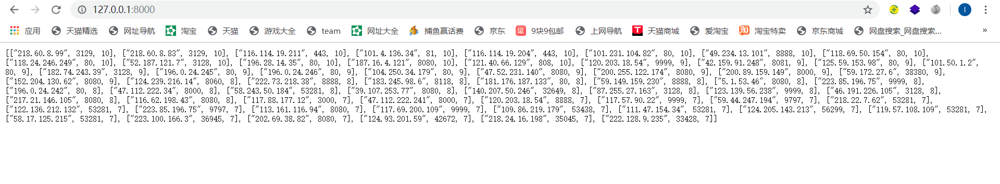 127.0.0.1:8000
I
应用 天猫精选 网址导航 淘宝 天猫 游戏大全 team 网址大全 捕鱼赢话费 京东 9块9包邮 上网导航 天猫商城 爱淘宝 淘宝特卖 京东商城 网盘搜索_网盘搜索... »
[["218.60.8.99", 3129, 10], ["218.60.8.83", 3129, 10], ["116.114.19.211", 443, 10], ["101.4.136.34", 81, 10], ["116.114.19.204", 443, 10], ["101.231.104.82", 80, 10], ["49.234.13.101", 8888, 10], ["118.69.50.154", 80, 10],
["118.24.246.249", 80, 10], ["52.187.121.7", 3128, 10], ["196.28.14.35", 80, 10], ["187.16.4.121", 8080, 10], ["121.40.66.129", 808, 10], ["120.203.18.54", 9999, 9], ["42.159.91.248", 8081, 9], ["125.59.153.98", 80, 9], ["101.50.1.2",
80, 9], ["182.74.243.39", 3128, 9], ["196.0.24.245", 80, 9], ["196.0.24.246", 80, 9], ["104.250.34.179", 80, 9], ["47.52.231.140", 8080, 9], ["200.255.122.174", 8080, 9], ["200.89.159.149", 8000, 9], ["59.172.27.6", 38380, 9],
["152.204.130.62", 8080, 9], ["124.239.216.14", 8060, 8], ["222.73.218.38", 8888, 8], ["183.245.98.6", 8118, 8], ["181.176.187.133", 80, 8], ["59.149.159.230", 8888, 8], ["5.1.53.46", 8080, 8], ["223.85.196.75", 9999, 8],
["196.0.24.242", 80, 8], ["47.112.222.34", 8000, 8], ["58.243.50.184", 53281, 8], ["39.107.253.77", 8080, 8], ["140.207.50.246", 32649, 8], ["87.255.27.163", 3128, 8], ["123.139.56.238", 9999, 8], ["46.191.226.105", 3128, 8],
["217.21.146.105", 8080, 8], ["116.62.198.43", 8080, 8], ["117.88.177.12", 3000, 7], ["47.112.222.241", 8000, 7], ["120.203.18.54", 8888, 7], ["117.57.90.22", 9999, 7], ["59.44.247.194", 9797, 7], ["218.22.7.62", 53281, 7],
["122.136.212.132", 53281, 7], ["223.85.196.75", 9797, 7], ["113.161.116.94", 8080, 7], ["117.69.200.109", 9999, 7], ["109.86.219.179", 53438, 7], ["111.47.154.34", 53281, 7], ["124.205.143.213", 56299, 7], ["119.57.108.109", 53281, 7],
["58.17.125.215", 53281, 7], ["223.100.166.3", 36945, 7], ["202.69.38.82", 8080, 7], ["124.93.201.59", 42672, 7], ["218.24.16.198", 35045, 7], ["222.128.9.235", 33428, 7]]